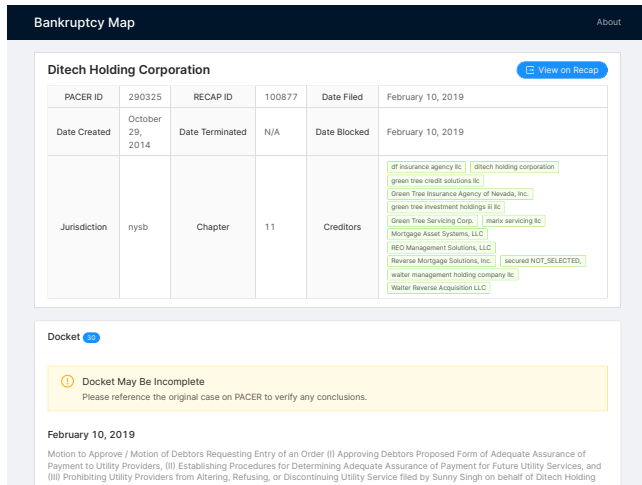 Bankruptcy Map About
Ditech Holding Corporation View on Recap
PACER ID 290325 RECAP ID 100877 Date Filed February 10, 2019
Date Created October 29, 2014 Date Terminated N/A Date Blocked February 10, 2019
Jurisdiction nysb Chapter 11 Creditors
df insurance agency llc ditech holding corporation
green tree credit solutions llc
Green Tree Insurance Agency of Nevada, Inc.
green tree investment holdings iii llc
Green Tree Servicing Corp. marix servicing llc
Mortgage Asset Systems, LLC
REO Management Solutions, LLC
Reverse Mortgage Solutions, Inc. secured NOT_SELECTED,
walter management holding company llc
Walter Reverse Acquisition LLC
Docket 30
Docket May Be Incomplete
Please reference the original case on PACER to verify any conclusions.
February 10, 2019
Motion to Approve / Motion of Debtors Requesting Entry of an Order (I) Approving Debtors Proposed Form of Adequate Assurance of
Payment to Utility Providers, (II) Establishing Procedures for Determining Adequate Assurance of Payment for Future Utility Services, and
(III) Prohibiting Utility Providers from Altering, Refusing, or Discontinuing Utility Service filed by Sunny Singh on behalf of Ditech Holding